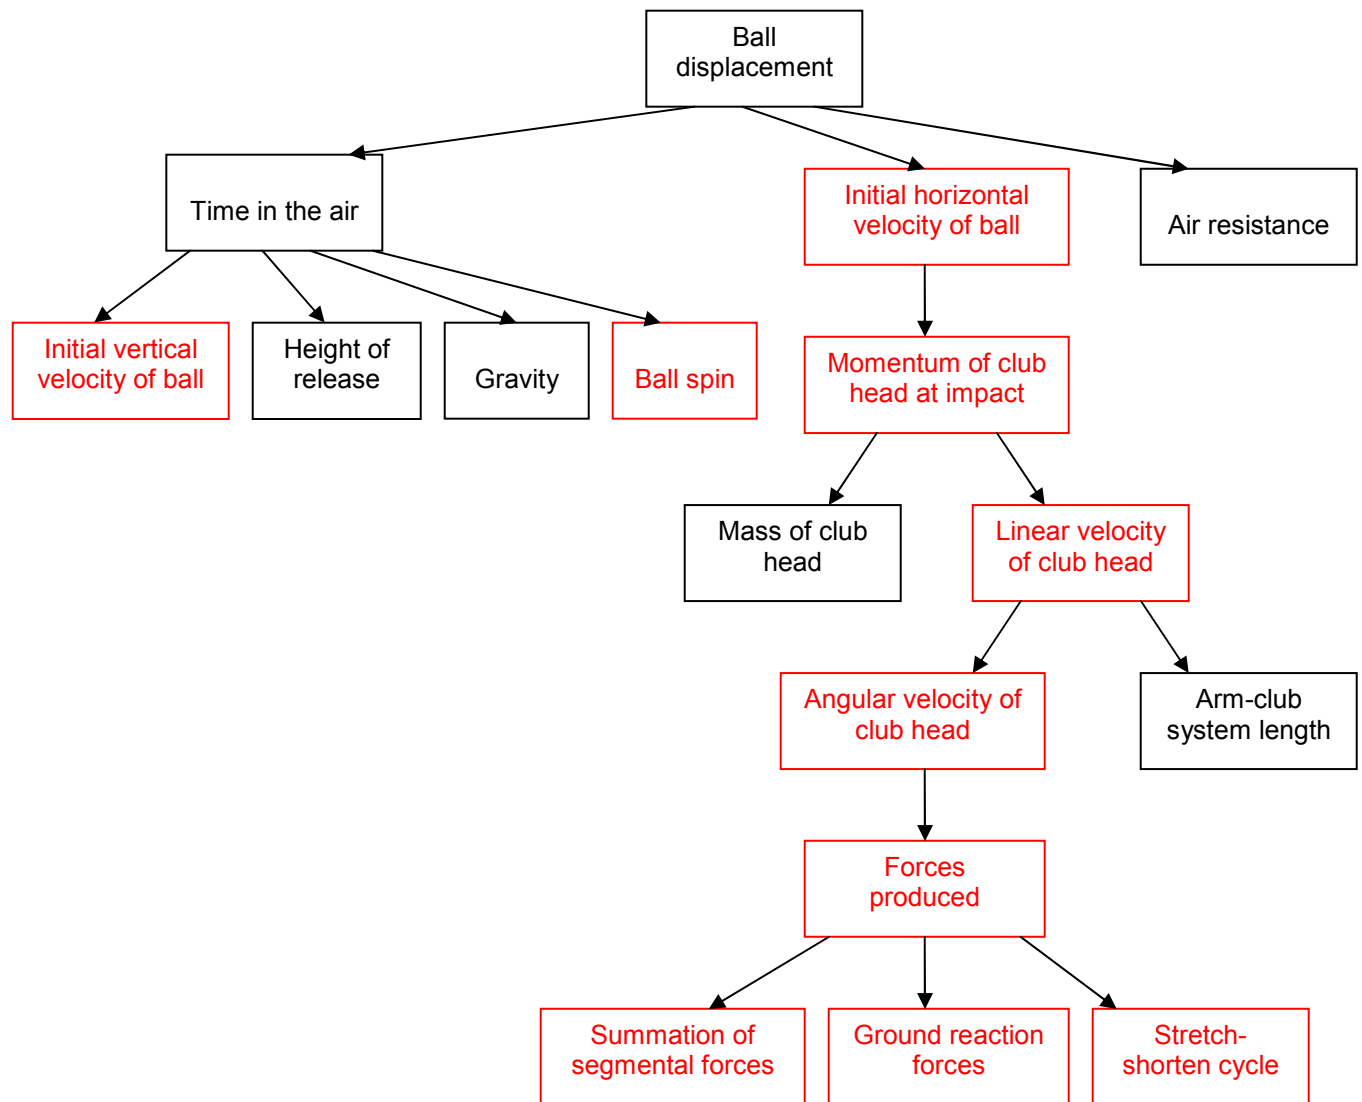 Ball
displacement
Time in the air
Initial horizontal
velocity of ball
Air resistance
Initial vertical
velocity of ball
Height of
release
Gravity
Ball spin
Momentum of club
head at impact
Mass of club
head
Linear velocity
of club head
Angular velocity of
club head
Arm-club
system length
Forces
produced
Summation of
segmental forces
Ground reaction
forces
Stretch-
shorten cycle